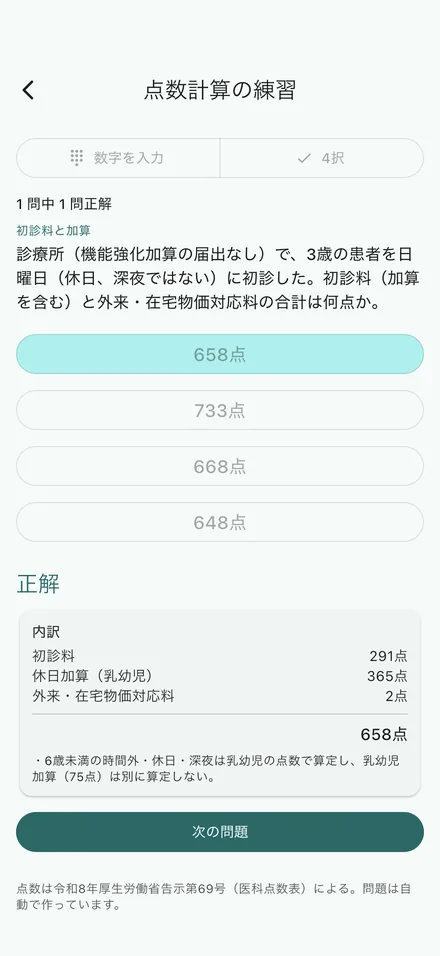 点数計算の練習
数字を入力
4択
1 問中 1 問正解
初診料と加算
診療所（機能強化加算の届出なし）で、3歳の患者を日
曜日（休日、深夜ではない）に初診した。初診料（加算
を含む）と外来・在宅物価対応料の合計は何点か。
658点
733点
668点
648点
正解
内訳
初診料 291点
休日加算（乳幼児） 365点
外来・在宅物価対応料 2点
658点
・6歳未満の時間外・休日・深夜は乳幼児の点数で算定し、乳幼児
加算（75点）は別に算定しない。
次の問題
点数は令和8年厚生労働省告示第69号（医科点数表）による。問題は自
動で作っています。